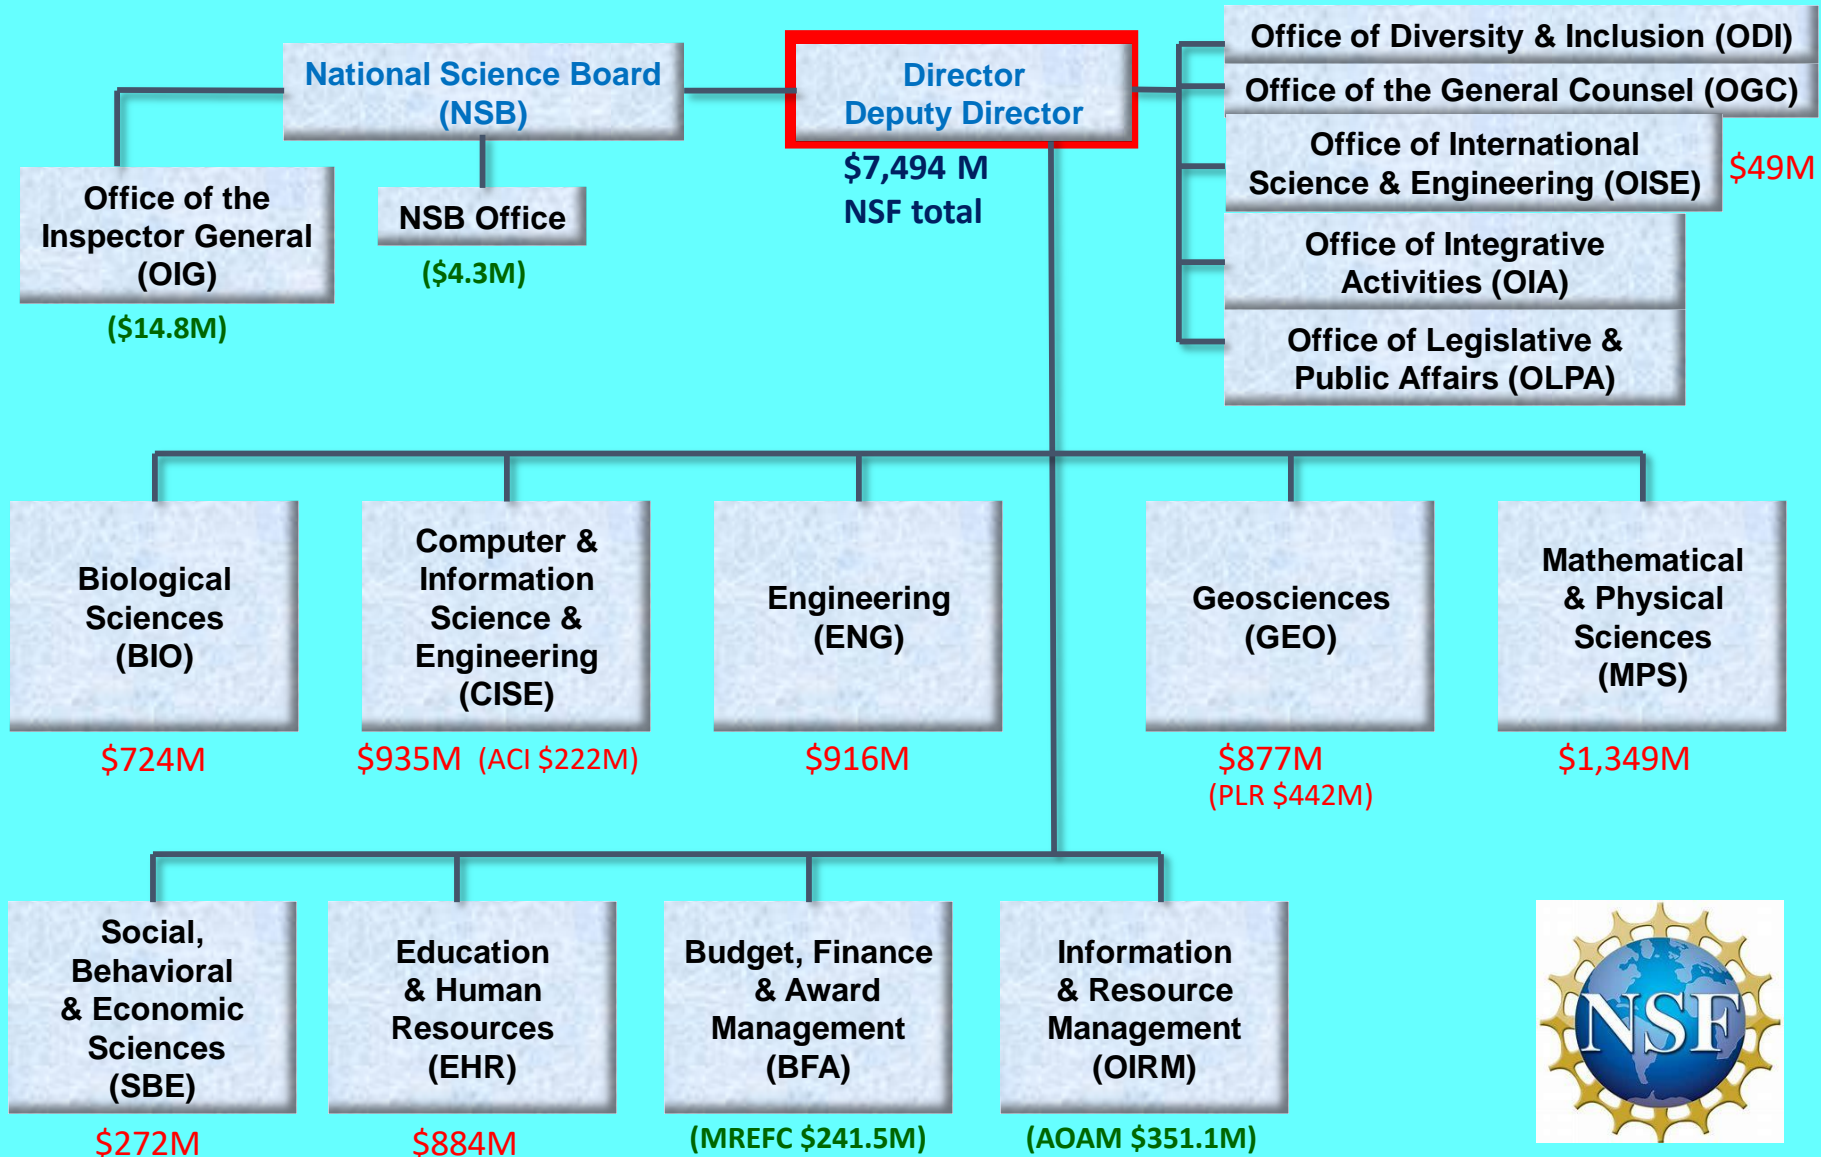 National Science Board
(NSB)
Director
Deputy Director
$7,494 M
NSF total
Office of Diversity & Inclusion (ODI)
Office of the General Counsel (OGC)
Office of International
Science & Engineering (OISE)
$49M
Office of Integrative
Activities (OIA)
Office of Legislative &
Public Affairs (OLPA)
Office of the
Inspector General
(OIG)
($14.8M)
NSB Office
($4.3M)
Biological
Sciences
(BIO)
$724M
Computer &
Information
Science &
Engineering
(CISE)
$935M (ACI $222M)
Engineering
(ENG)
$916M
Geosciences
(GEO)
$877M
(PLR $442M)
Mathematical
& Physical
Sciences
(MPS)
$1,349M
Social,
Behavioral
& Economic
Sciences
(SBE)
$272M
Education
& Human
Resources
(EHR)
$884M
Budget, Finance
& Award
Management
(BFA)
(MREFC $241.5M)
Information
& Resource
Management
(OIRM)
(AOAM $351.1M)
NSF